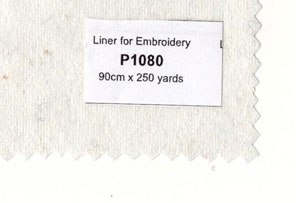 Liner for Embroidery L
P1080
90cm x 250 yards